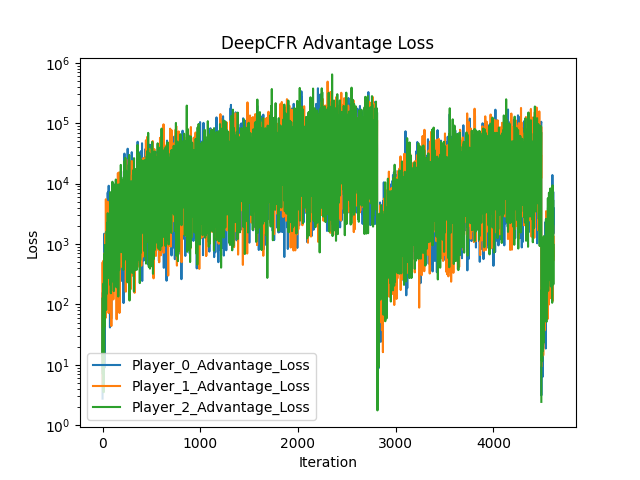 DeepCFR Advantage Loss
10^6
10^5
10^4
10^3
10^2
10^1
10^0
Loss
Player_0_Advantage_Loss
Player_1_Advantage_Loss
Player_2_Advantage_Loss
0 1000 2000 3000 4000
Iteration